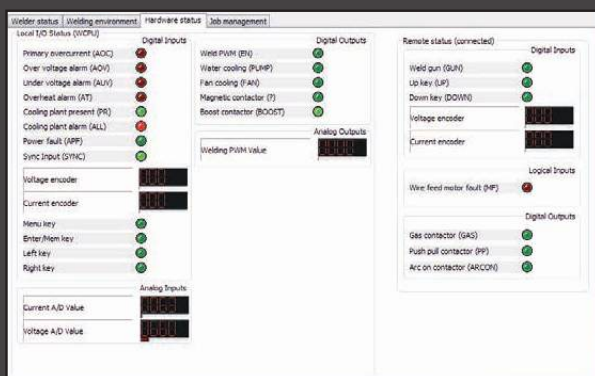 Welder status
Welding environment
Hardware status
Job management
Local I/O Status (WCPU)
Digital Inputs
Primary overcurrent (AOC)
Over voltage alarm (AOV)
Under voltage alarm (AUV)
Overheat alarm (AT)
Cooling plant present (PR)
Cooling plant alarm (ALL)
Power fault (APF)
Sync Input (SYNC)
Voltage encoder
Current encoder
Menu key
Enter/Mem key
Left key
Right key
Analog Inputs
Current A/D Value
Voltage A/D Value
Digital Outputs
Weld PWM (EN)
Water cooling (PUMP)
Fan cooling (FAN)
Magnetic contactor (?)
Boost contactor (BOOST)
Analog Outputs
Welding PWM Value
Remote status (connected)
Digital Inputs
Weld gun (GUN)
Up key (UP)
Down key (DOWN)
Voltage encoder
Current encoder
Logical Inputs
Wire feed motor fault (MF)
Digital Outputs
Gas contactor (GAS)
Push pull contactor (PP)
Arc on contactor (ARCON)